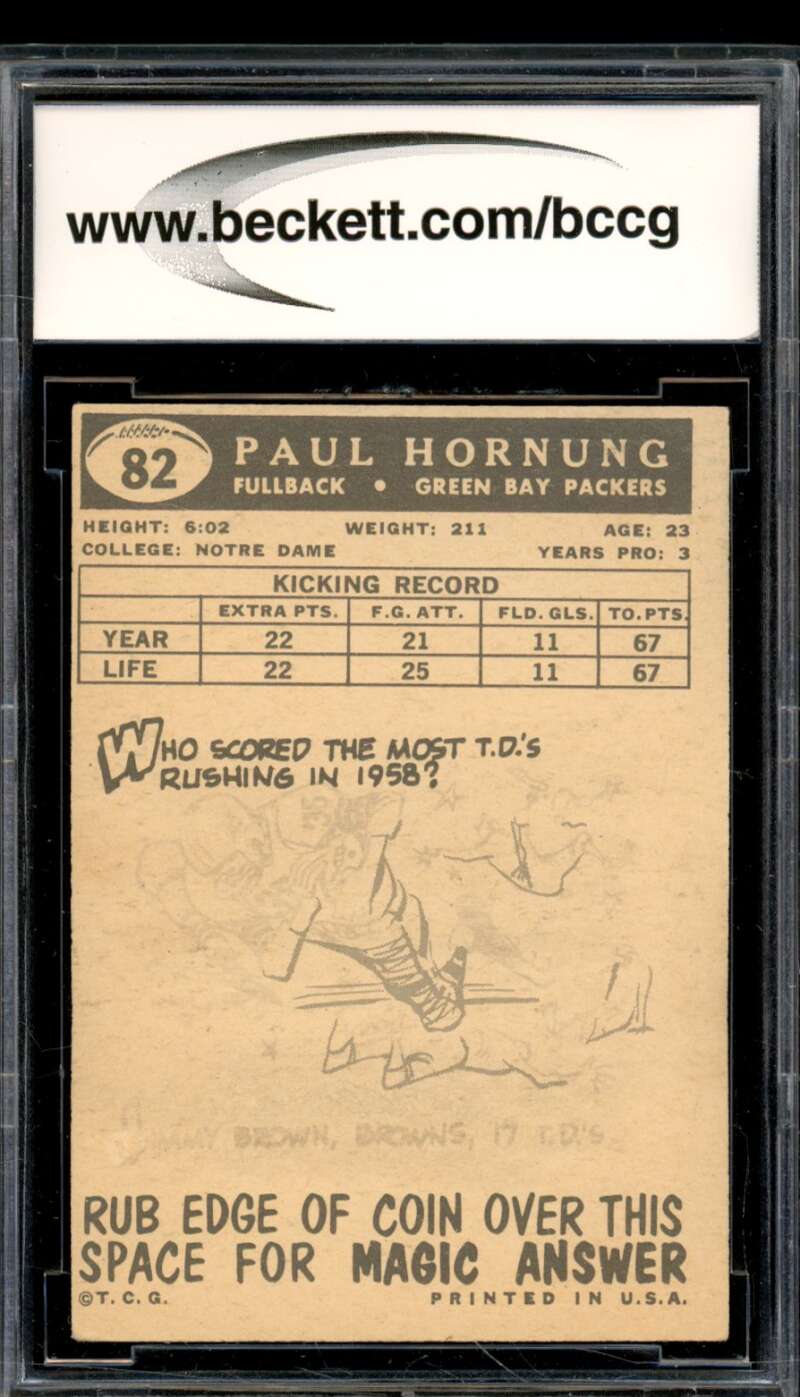 www.beckett.com/bccg
82 PAUL HORNUNG
FULLBACK • GREEN BAY PACKERS
HEIGHT: 6:02 WEIGHT: 211 AGE: 23
COLLEGE: NOTRE DAME YEARS PRO: 3
KICKING RECORD
EXTRA PTS. F.G. ATT. FLD. GLS. TO. PTS.
YEAR 22 21 11 67
LIFE 22 25 11 67
WHO SCORED THE MOST T.D.'S
RUSHING IN 1958?
JIMMY BROWN, BROWNS, 17 T.D.'S
RUB EDGE OF COIN OVER THIS
SPACE FOR MAGIC ANSWER
©T. C. G. PRINTED IN U.S.A.